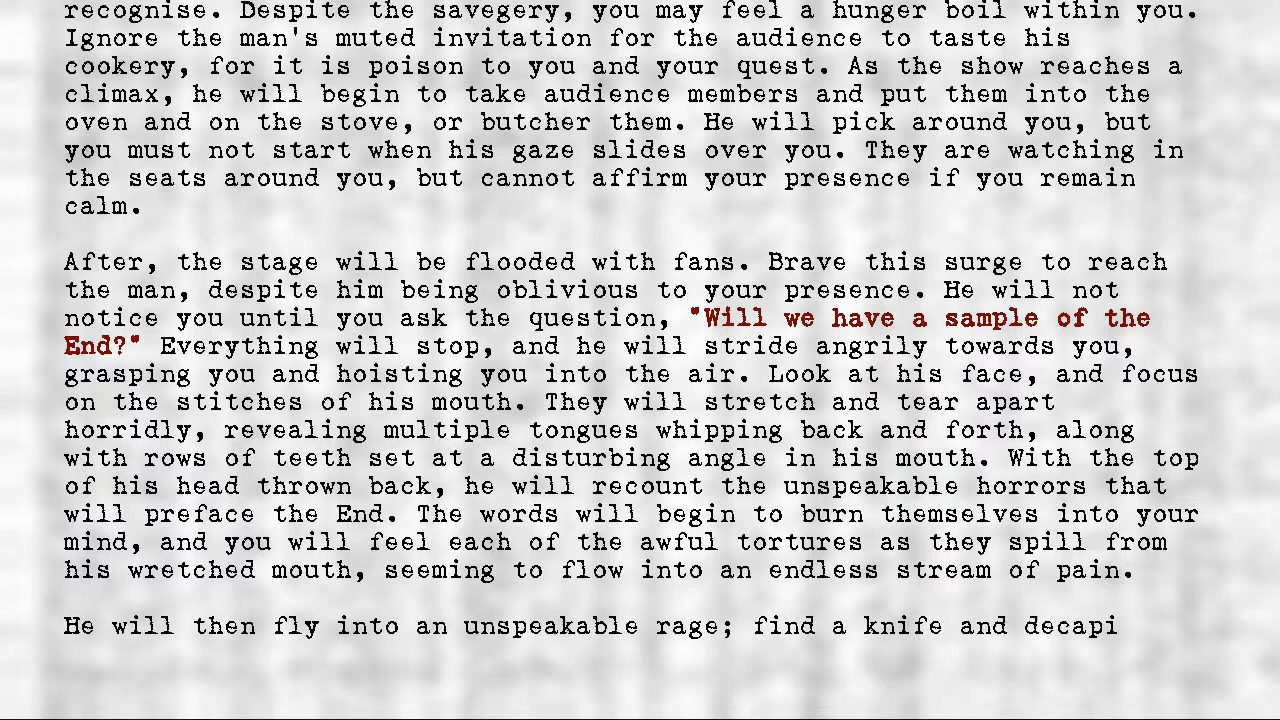 recognise. Despite the savegery, you may feel a hunger boil within you.
Ignore the man's muted invitation for the audience to taste his
cookery, for it is poison to you and your quest. As the show reaches a
climax, he will begin to take audience members and put them into the
oven and on the stove, or butcher them. He will pick around you, but
you must not start when his gaze slides over you. They are watching in
the seats around you, but cannot affirm your presence if you remain
calm.
After, the stage will be flooded with fans. Brave this surge to reach
the man, despite him being oblivious to your presence. He will not
notice you until you ask the question, "Will we have a sample of the
End?" Everything will stop, and he will stride angrily towards you,
grasping you and hoisting you into the air. Look at his face, and focus
on the stitches of his mouth. They will stretch and tear apart
horridly, revealing multiple tongues whipping back and forth, along
with rows of teeth set at a disturbing angle in his mouth. With the top
of his head thrown back, he will recount the unspeakable horrors that
will preface the End. The words will begin to burn themselves into your
mind, and you will feel each of the awful tortures as they spill from
his wretched mouth, seeming to flow into an endless stream of pain.
He will then fly into an unspeakable rage; find a knife and decapi